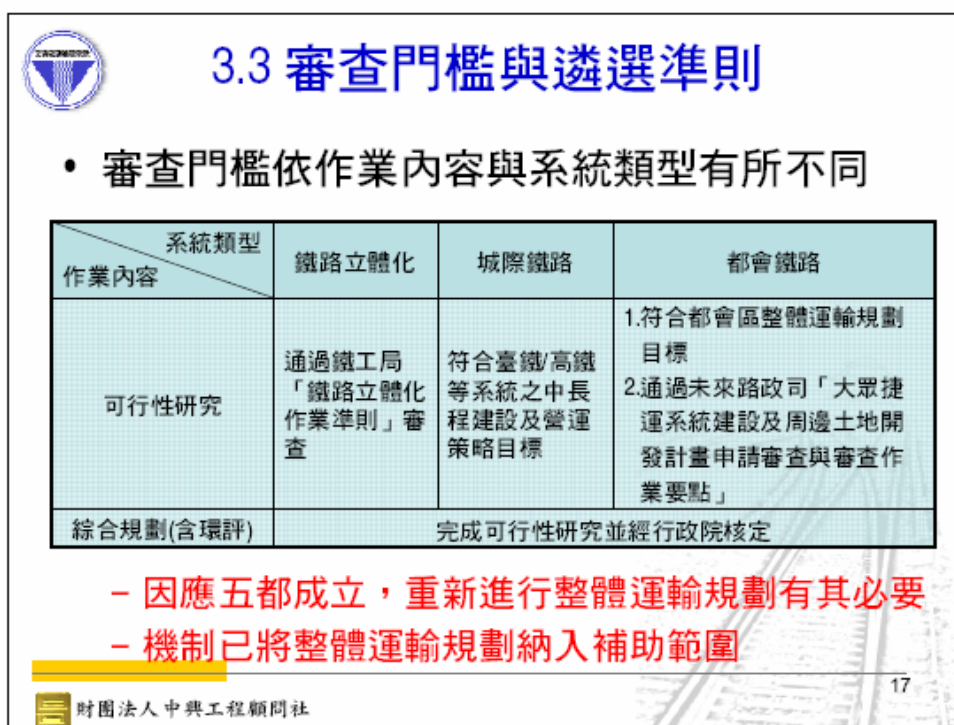 3.3 審查門檻與遴選準則
• 審查門檻依作業內容與系統類型有所不同
系統類型
作業內容
鐵路立體化
城際鐵路
都會鐵路
可行性研究
通過鐵工局
「鐵路立體化
作業準則」審
查
符合臺鐵/高鐵
等系統之中長
程建設及營運
策略目標
1.符合都會區整體運輸規劃
目標
2.通過未來路政司「大眾捷
運系統建設及周邊土地開
發計畫申請審查與審查作
業要點」
綜合規劃(含環評)
完成可行性研究並經行政院核定
– 因應五都成立，重新進行整體運輸規劃有其必要
– 機制已將整體運輸規劃納入補助範圍
17
財團法人中興工程顧問社